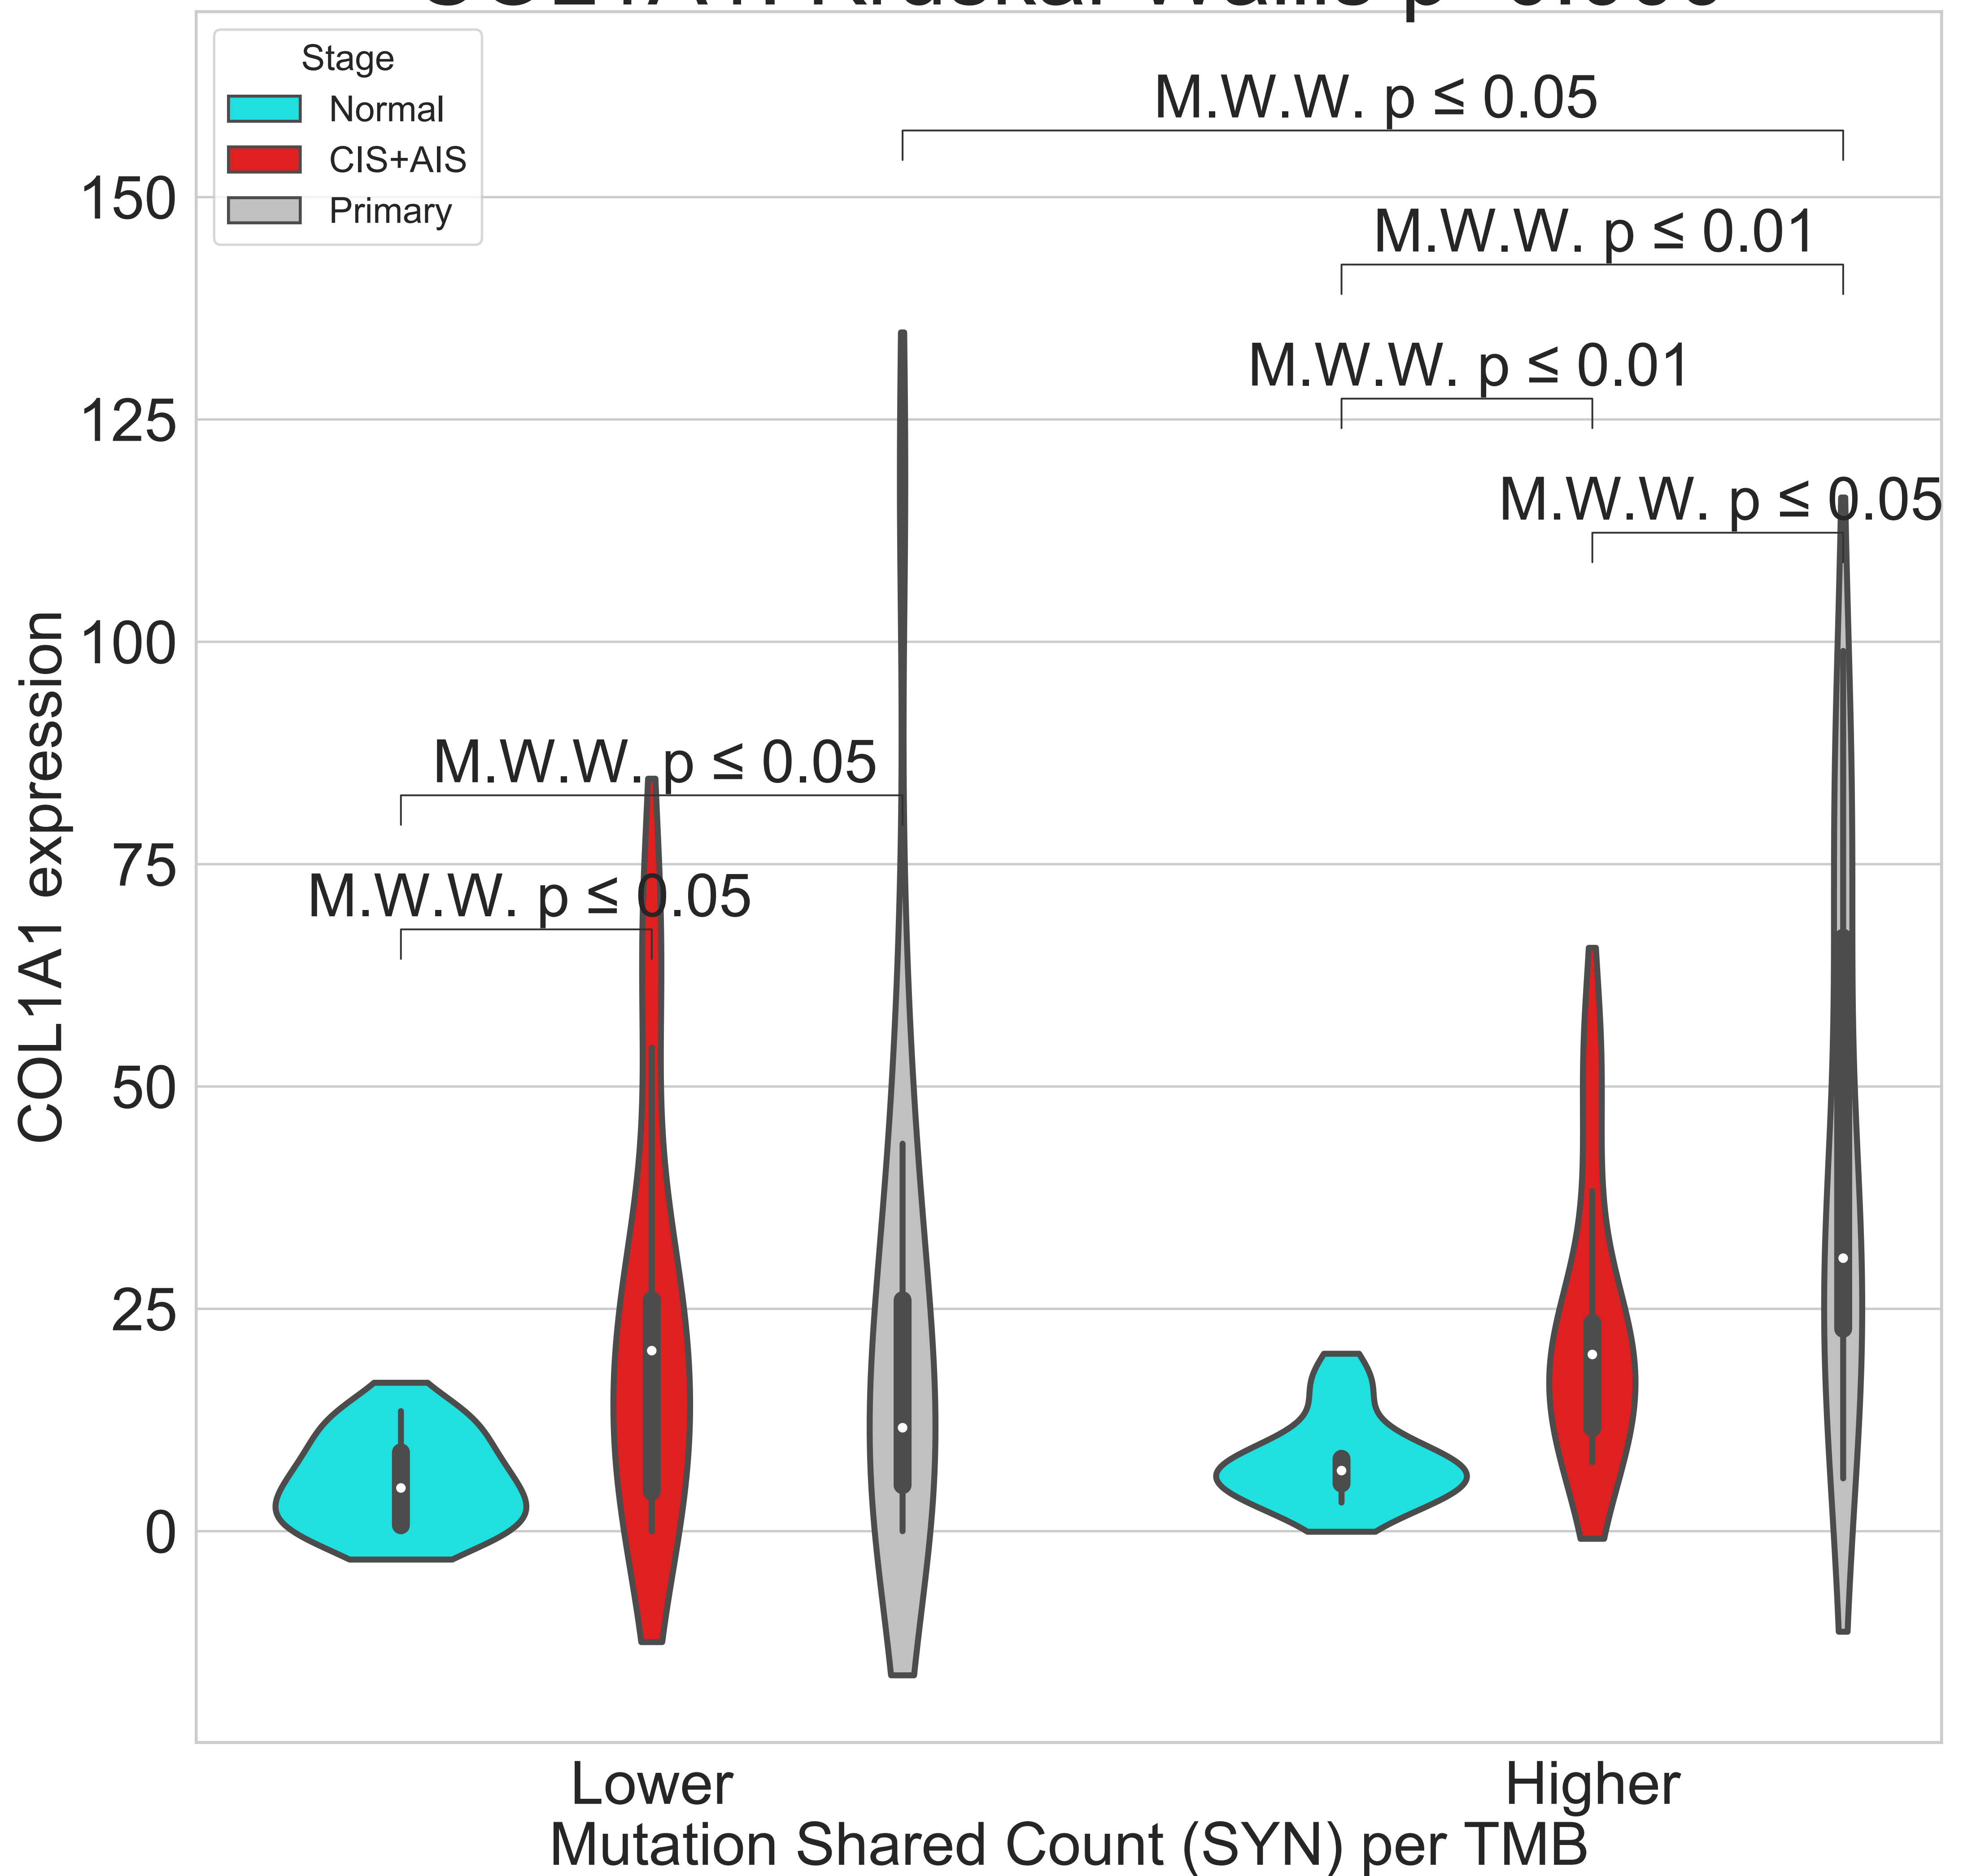 Stage
Normal
CIS+AIS
Primary
M.W.W. p ≤ 0.05
M.W.W. p ≤ 0.01
M.W.W. p ≤ 0.01
M.W.W. p ≤ 0.05
M.W.W. p ≤ 0.05
M.W.W. p ≤ 0.05
150
125
100
75
50
25
0
COL1A1 expression
Lower
Higher
Mutation Shared Count (SYN) per TMB